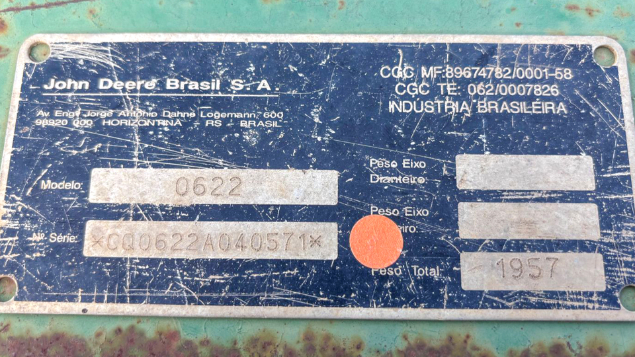 John Deere Brasil S. A
CGC MF:89674782/0001-58
CGC TE: 062/0007826
INDÚSTRIA BRASILEIRA
Av. Engº Jorge Antonio Dahne Logemann, 600
98920 000 HORIZONTINA - RS - BRASIL
Peso Eixo
Dianteiro:
Modelo: 0622
Peso Eixo
Nº Série: *CQ0622A040571*
Peso Total: 1957